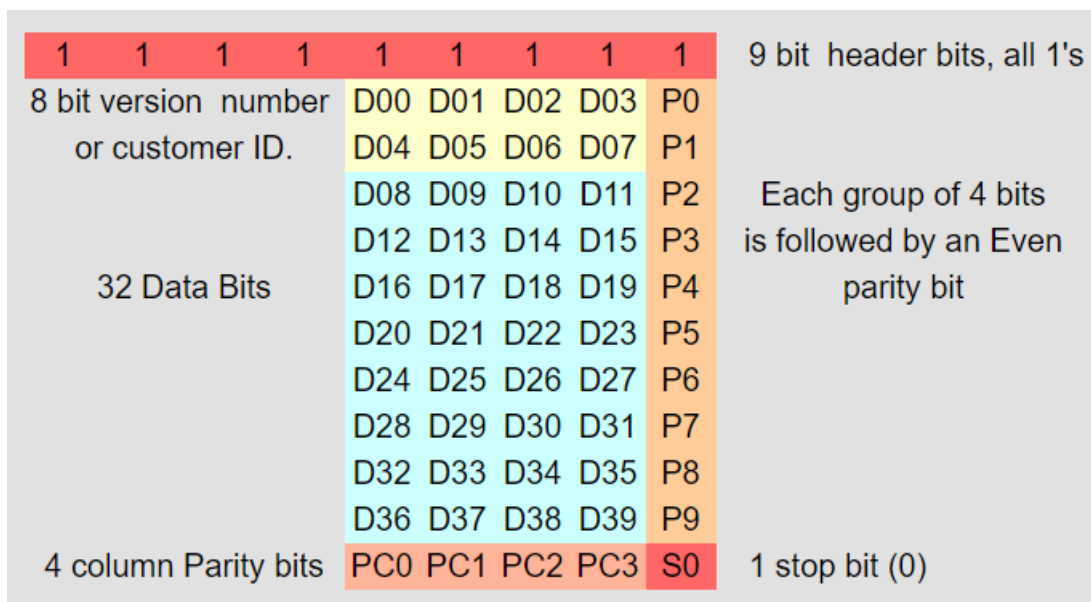 1 1 1 1 1 1 1 1 1 9 bit header bits, all 1's
8 bit version number D00 D01 D02 D03 P0
or customer ID. D04 D05 D06 D07 P1
D08 D09 D10 D11 P2 Each group of 4 bits
D12 D13 D14 D15 P3 is followed by an Even
32 Data Bits D16 D17 D18 D19 P4 parity bit
D20 D21 D22 D23 P5
D24 D25 D26 D27 P6
D28 D29 D30 D31 P7
D32 D33 D34 D35 P8
D36 D37 D38 D39 P9
4 column Parity bits PC0 PC1 PC2 PC3 S0 1 stop bit (0)